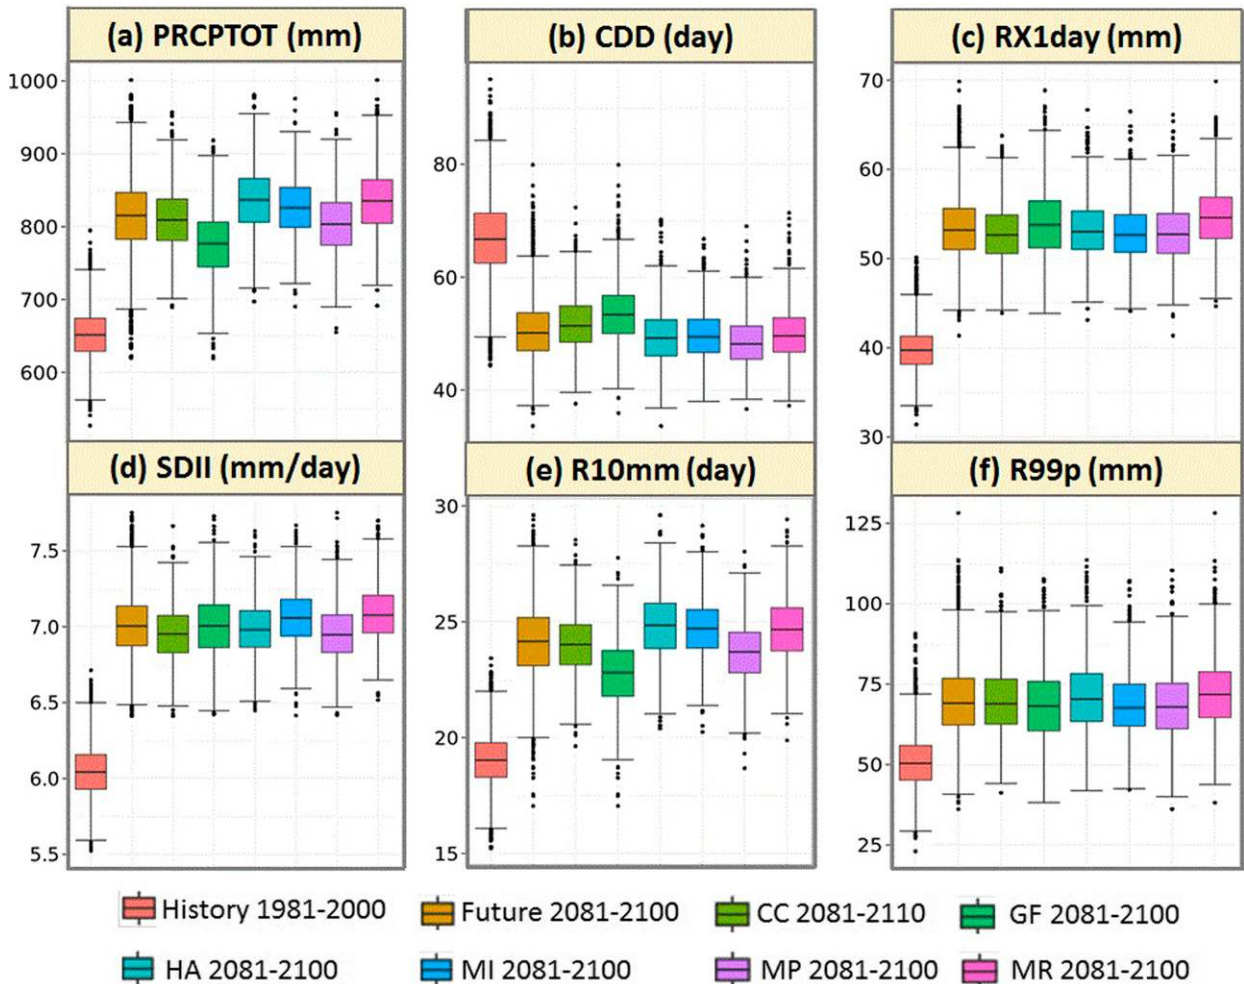 (a) PRCPTOT (mm)
(b) CDD (day)
(c) RX1day (mm)
1000
900
800
700
600
80
60
40
70
60
50
40
30
(d) SDII (mm/day)
(e) R10mm (day)
(f) R99p (mm)
7.5
7.0
6.5
6.0
5.5
30
25
20
15
125
100
75
50
25
History 1981-2000
Future 2081-2100
CC 2081-2110
GF 2081-2100
HA 2081-2100
MI 2081-2100
MP 2081-2100
MR 2081-2100